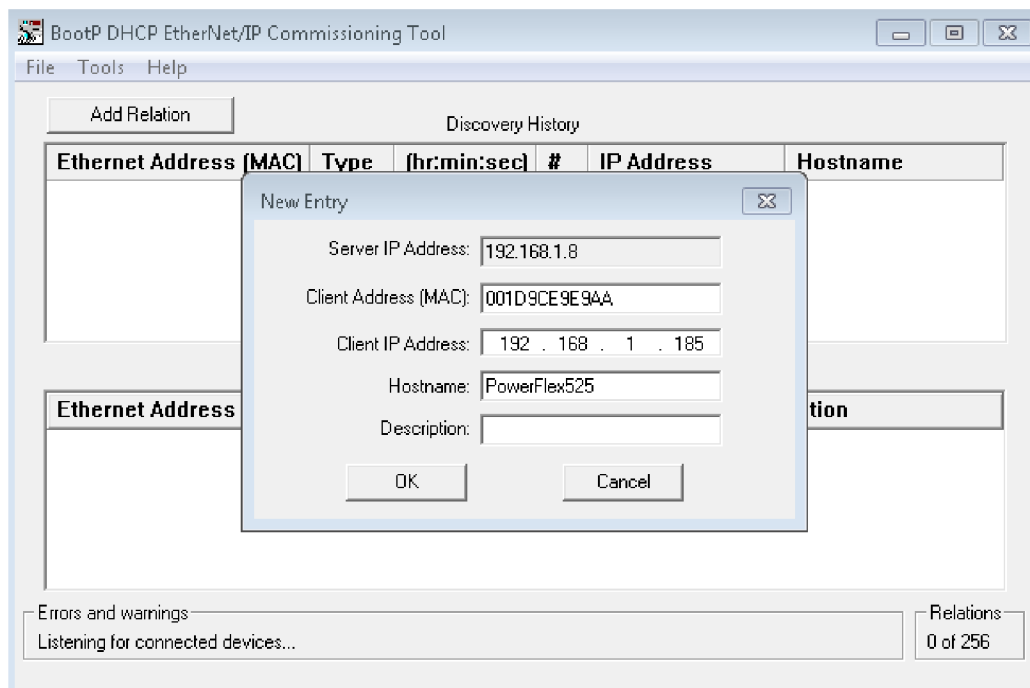 BootP DHCP EtherNet/IP Commissioning Tool
File Tools Help
Add Relation
Discovery History
Ethernet Address (MAC) Type (hr:min:sec) # IP Address Hostname
New Entry
Server IP Address: 192.168.1.8
Client Address (MAC): 001D9CE9E9AA
Client IP Address: 192 . 168 . 1 . 185
Hostname: PowerFlex525
Ethernet Address tion
Description:
OK Cancel
Errors and warnings
Relations
Listening for connected devices...
0 of 256